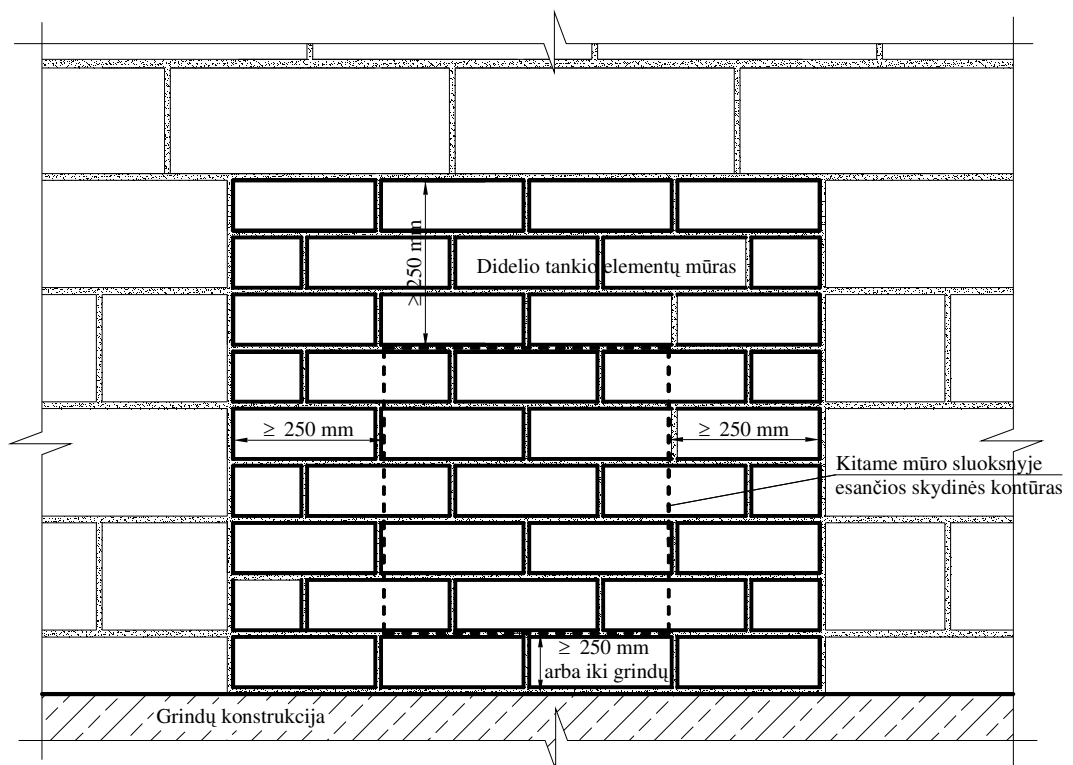 ≥ 250 mm
Didelio tankio elementų mūras
≥ 250 mm
≥ 250 mm
Kitame mūro sluoksnyje
esančios skydinės kontūras
≥ 250 mm
arba iki grindų
Grindų konstrukcija